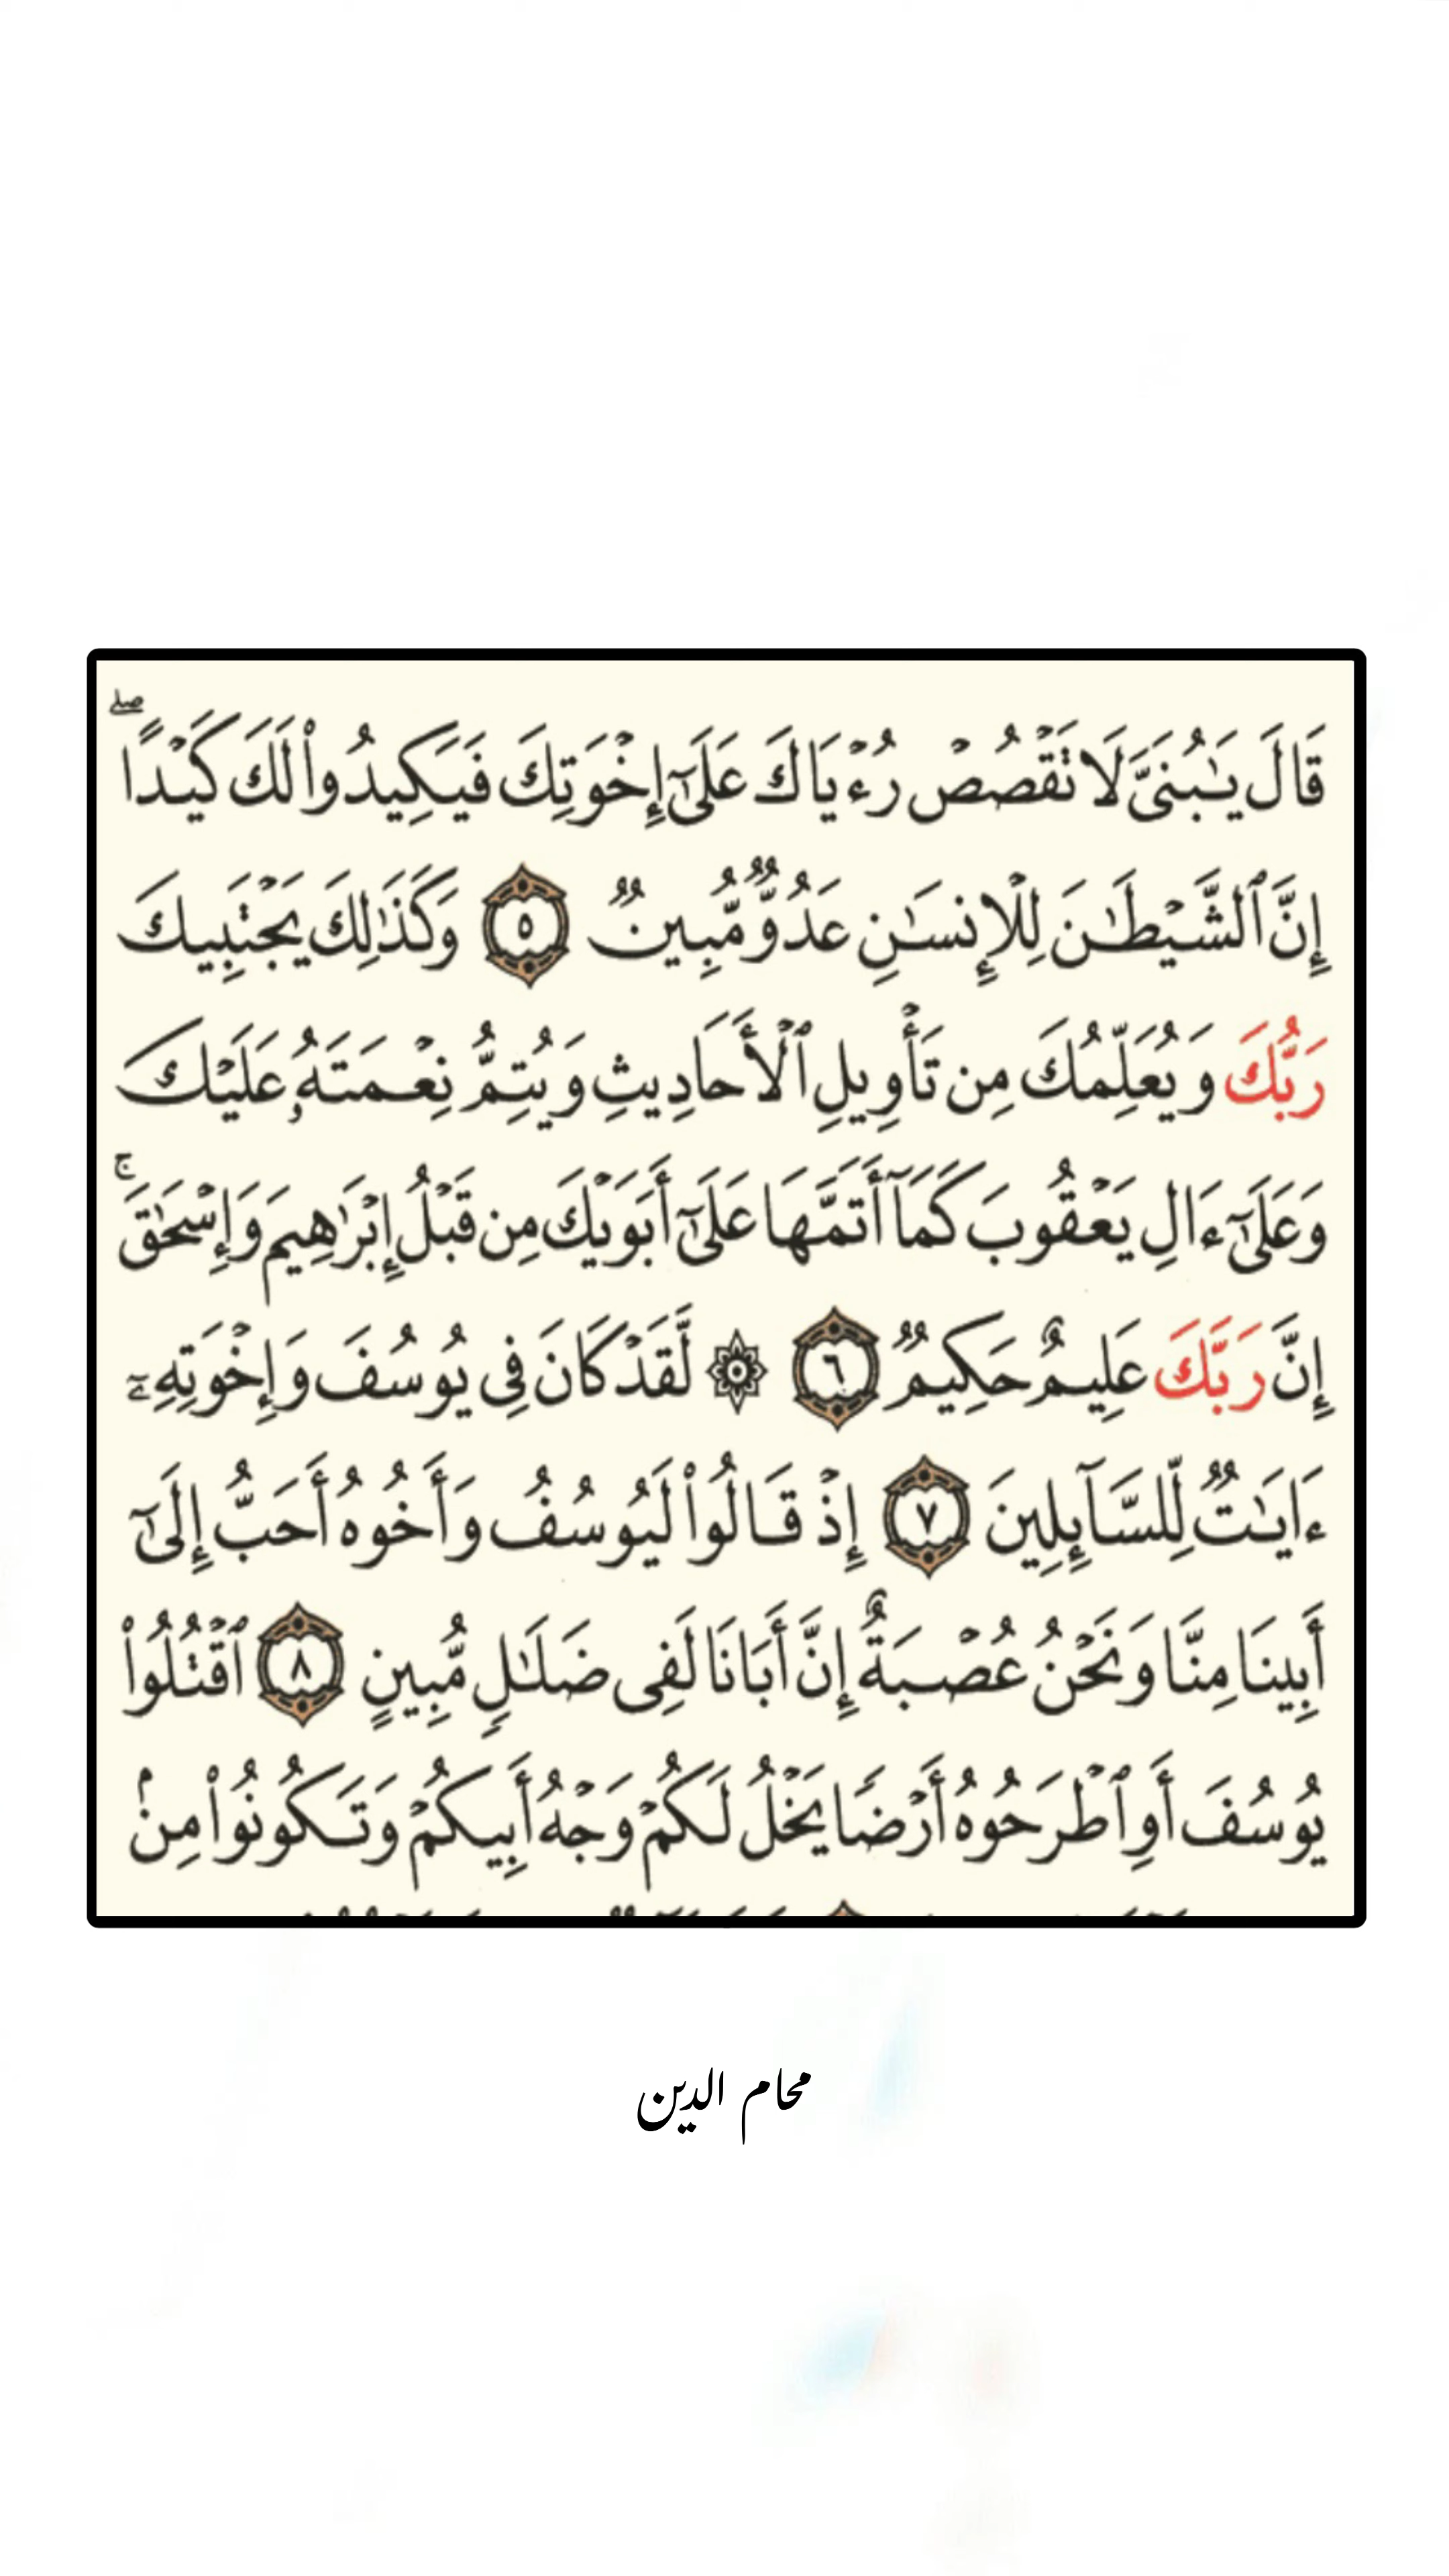 قَالَ يَٰبُنَيَّ لَا تَقۡصُصۡ رُءۡيَاكَ عَلَىٰٓ إِخۡوَتِكَ فَيَكِيدُواْ لَكَ كَيۡدًاۖ
إِنَّ ٱلشَّيۡطَٰنَ لِلۡإِنسَٰنِ عَدُوّٞ مُّبِينٞ ٥ وَكَذَٰلِكَ يَجۡتَبِيكَ
رَبُّكَ وَيُعَلِّمُكَ مِن تَأۡوِيلِ ٱلۡأَحَادِيثِ وَيُتِمُّ نِعۡمَتَهُۥ عَلَيۡكَ
وَعَلَىٰٓ ءَالِ يَعۡقُوبَ كَمَآ أَتَمَّهَا عَلَىٰٓ أَبَوَيۡكَ مِن قَبۡلُ إِبۡرَٰهِيمَ وَإِسۡحَٰقَۚ
إِنَّ رَبَّكَ عَلِيمٌ حَكِيمٞ ٦ ۞ لَّقَدۡ كَانَ فِي يُوسُفَ وَإِخۡوَتِهِۦٓ
ءَايَٰتٞ لِّلسَّآئِلِينَ ٧ إِذۡ قَالُواْ لَيُوسُفُ وَأَخُوهُ أَحَبُّ إِلَىٰٓ
أَبِينَا مِنَّا وَنَحۡنُ عُصۡبَةٌ إِنَّ أَبَانَا لَفِي ضَلَٰلٖ مُّبِينٍ ٨ ٱقۡتُلُواْ
يُوسُفَ أَوِ ٱطۡرَحُوهُ أَرۡضٗا يَخۡلُ لَكُمۡ وَجۡهُ أَبِيكُمۡ وَتَكُونُواْ مِنۢ
محام الدين